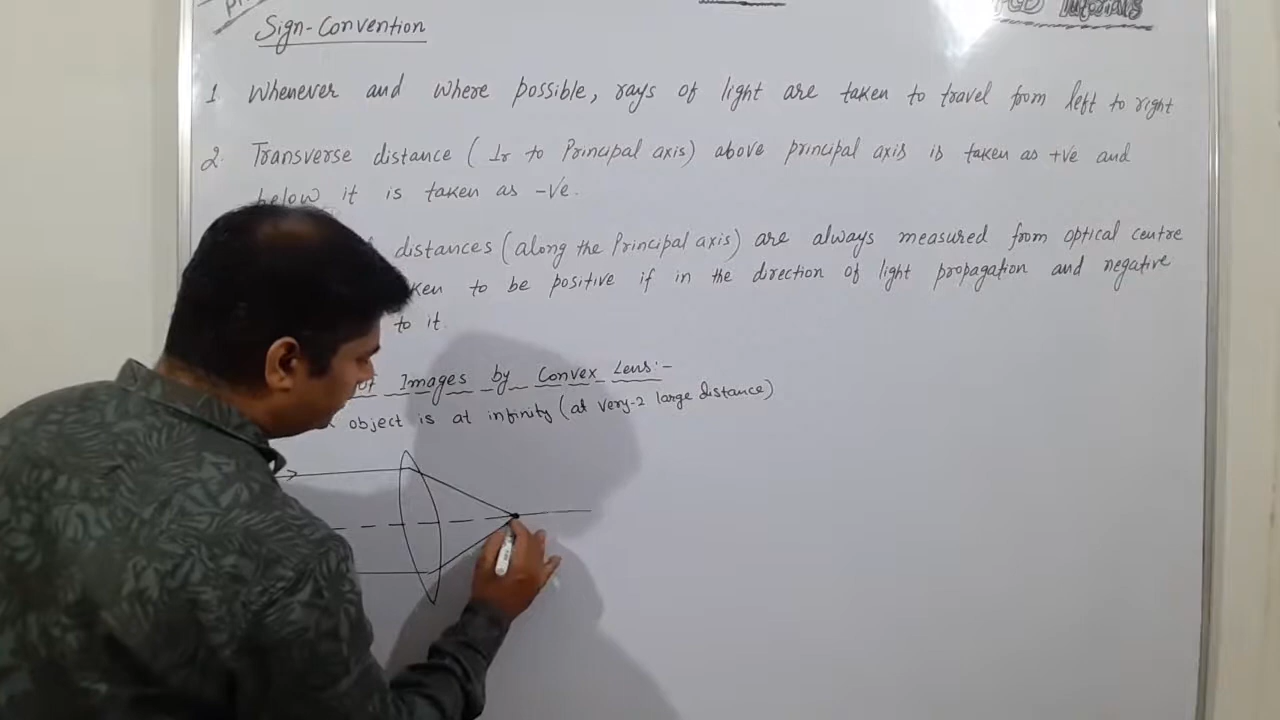 Sign-Convention
1. Whenever and where possible, rays of light are taken to travel from left to right
2. Transverse distance ( ⊥r to Principal axis) above principal axis is taken as +ve and
below it is taken as -ve.
distances (along the Principal axis) are always measured from optical centre
to be positive if in the direction of light propagation and negative
to it.
of Images by Convex Lens:-
object is at infinity (at very-2 large distance)